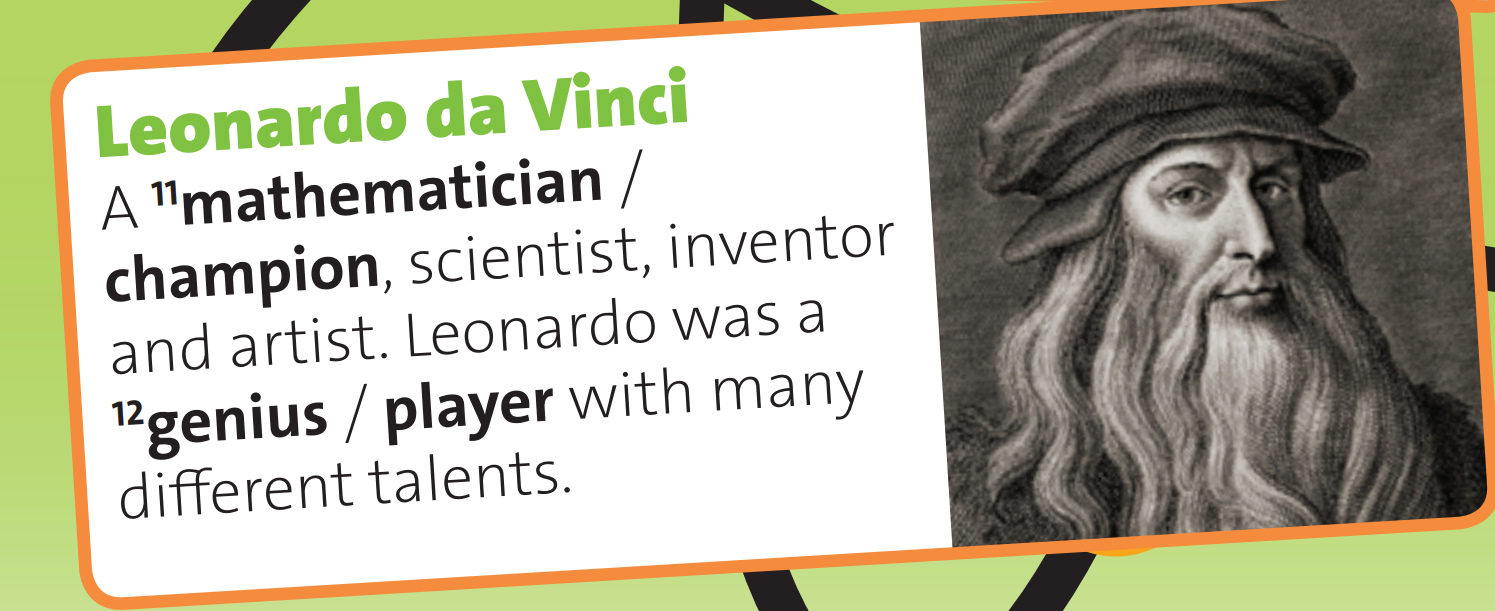 Leonardo da Vinci
A ¹¹mathematician /
champion, scientist, inventor
and artist. Leonardo was a
¹²genius / player with many
different talents.